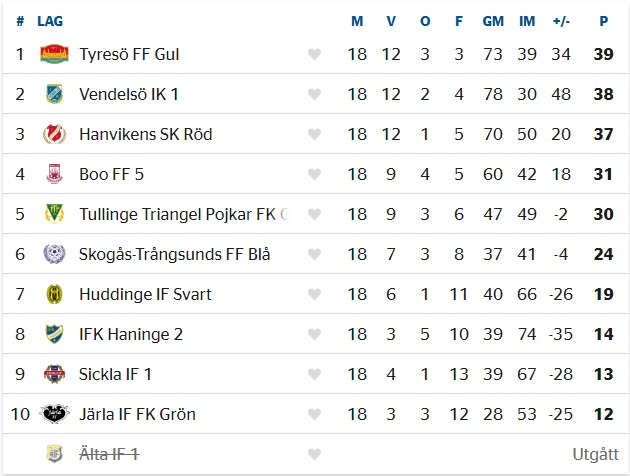 # LAG M V O F GM IM +/- P
1 Tyresö FF Gul 18 12 3 3 73 39 34 39
2 Vendelsö IK 1 18 12 2 4 78 30 48 38
3 Hanvikens SK Röd 18 12 1 5 70 50 20 37
4 Boo FF 5 18 9 4 5 60 42 18 31
5 Tullinge Triangel Pojkar FK G 18 9 3 6 47 49 -2 30
6 Skogås-Trångsunds FF Blå 18 7 3 8 37 41 -4 24
7 Huddinge IF Svart 18 6 1 11 40 66 -26 19
8 IFK Haninge 2 18 3 5 10 39 74 -35 14
9 Sickla IF 1 18 4 1 13 39 67 -28 13
10 Järla IF FK Grön 18 3 3 12 28 53 -25 12
Älta IF 1 Utgått